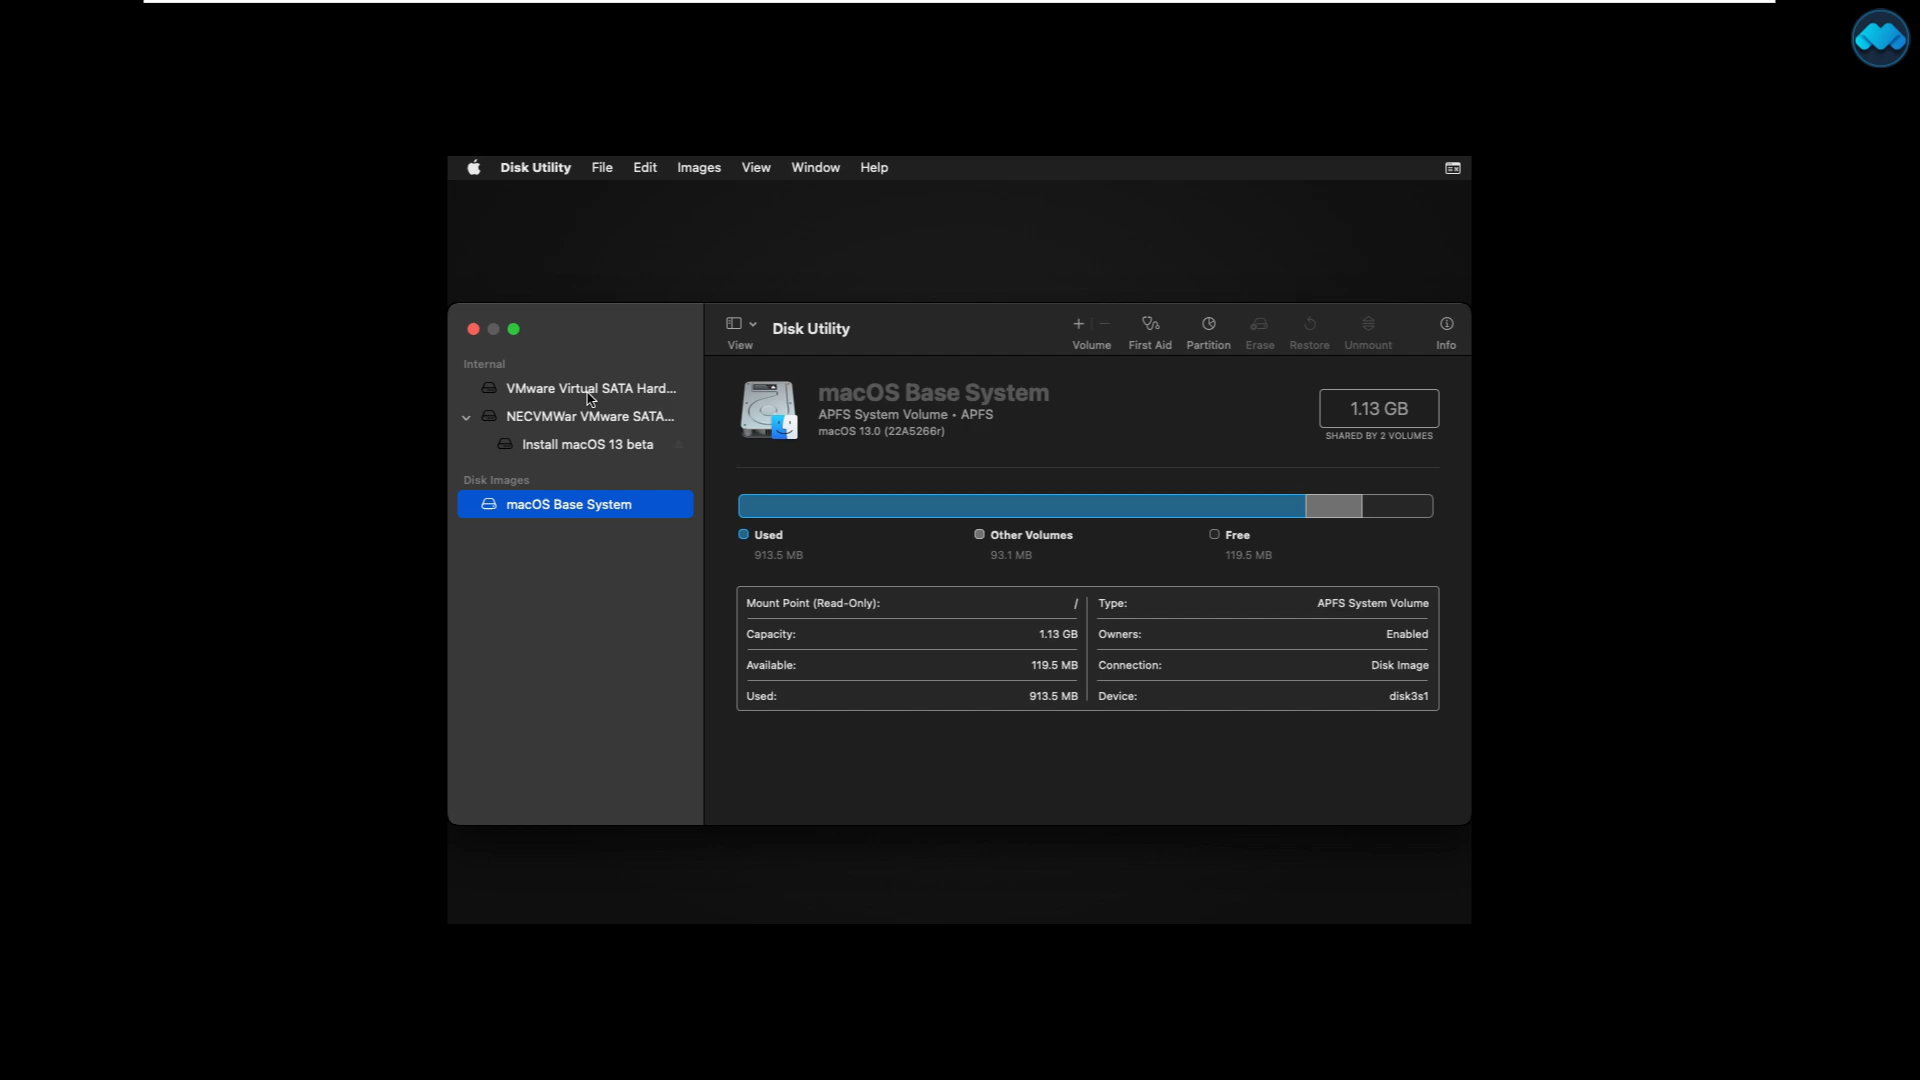 Disk Utility File Edit Images View Window Help
Disk Utility
View
Volume First Aid Partition Erase Restore Unmount Info
Internal
VMware Virtual SATA Hard...
NECVMWar VMware SATA...
Install macOS 13 beta
Disk Images
macOS Base System
macOS Base System
APFS System Volume • APFS
macOS 13.0 (22A5266r)
1.13 GB
SHARED BY 2 VOLUMES
Used
913.5 MB
Other Volumes
93.1 MB
Free
119.5 MB
Mount Point (Read-Only): /
Capacity: 1.13 GB
Available: 119.5 MB
Used: 913.5 MB
Type: APFS System Volume
Owners: Enabled
Connection: Disk Image
Device: disk3s1